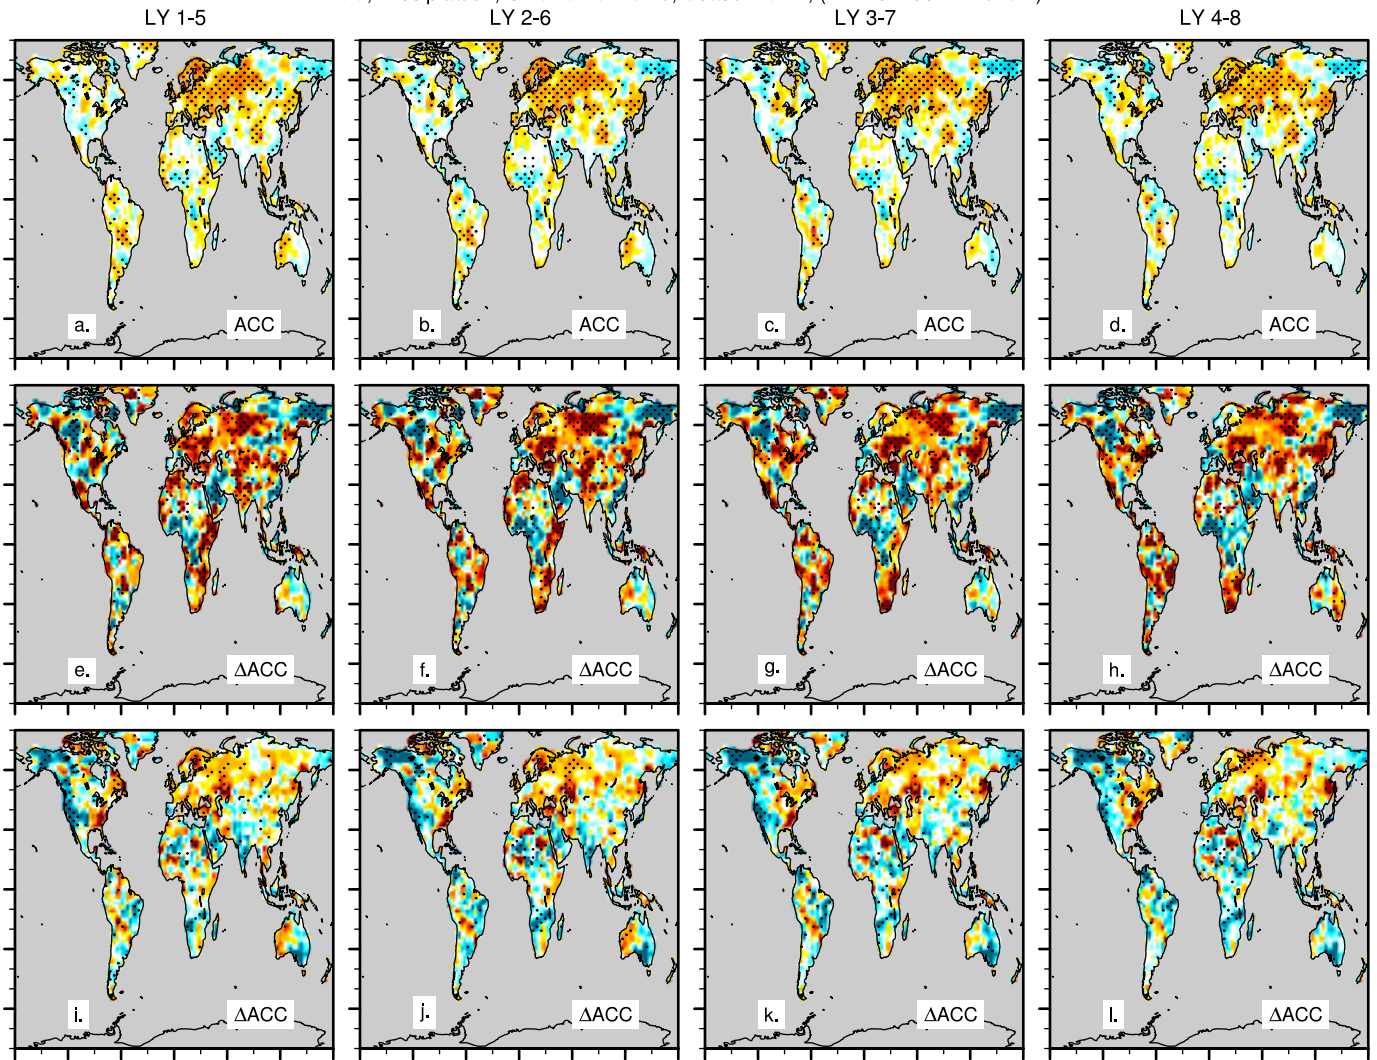 LY 1-5
LY 2-6
LY 3-7
LY 4-8
a.
ACC
b.
ACC
c.
ACC
d.
ACC
e.
ΔACC
f.
ΔACC
g.
ΔACC
h.
ΔACC
i.
ΔACC
j.
ΔACC
k.
ΔACC
l.
ΔACC